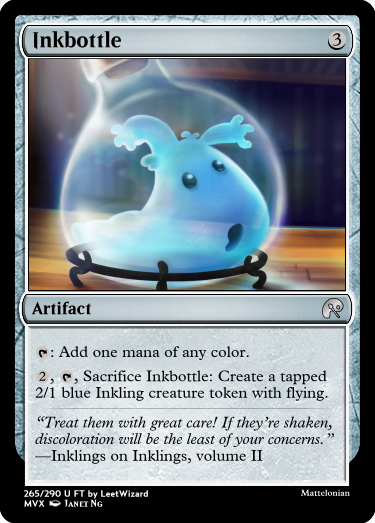 Inkbottle 3
Artifact
: Add one mana of any color.
2, , Sacrifice Inkbottle: Create a tapped
2/1 blue Inkling creature token with flying.
“Treat them with great care! If they’re shaken,
discoloration will be the least of your concerns.”
—Inklings on Inklings, volume II
265/290 U FT by LeetWizard Mattelonian
MVX Janet Ng